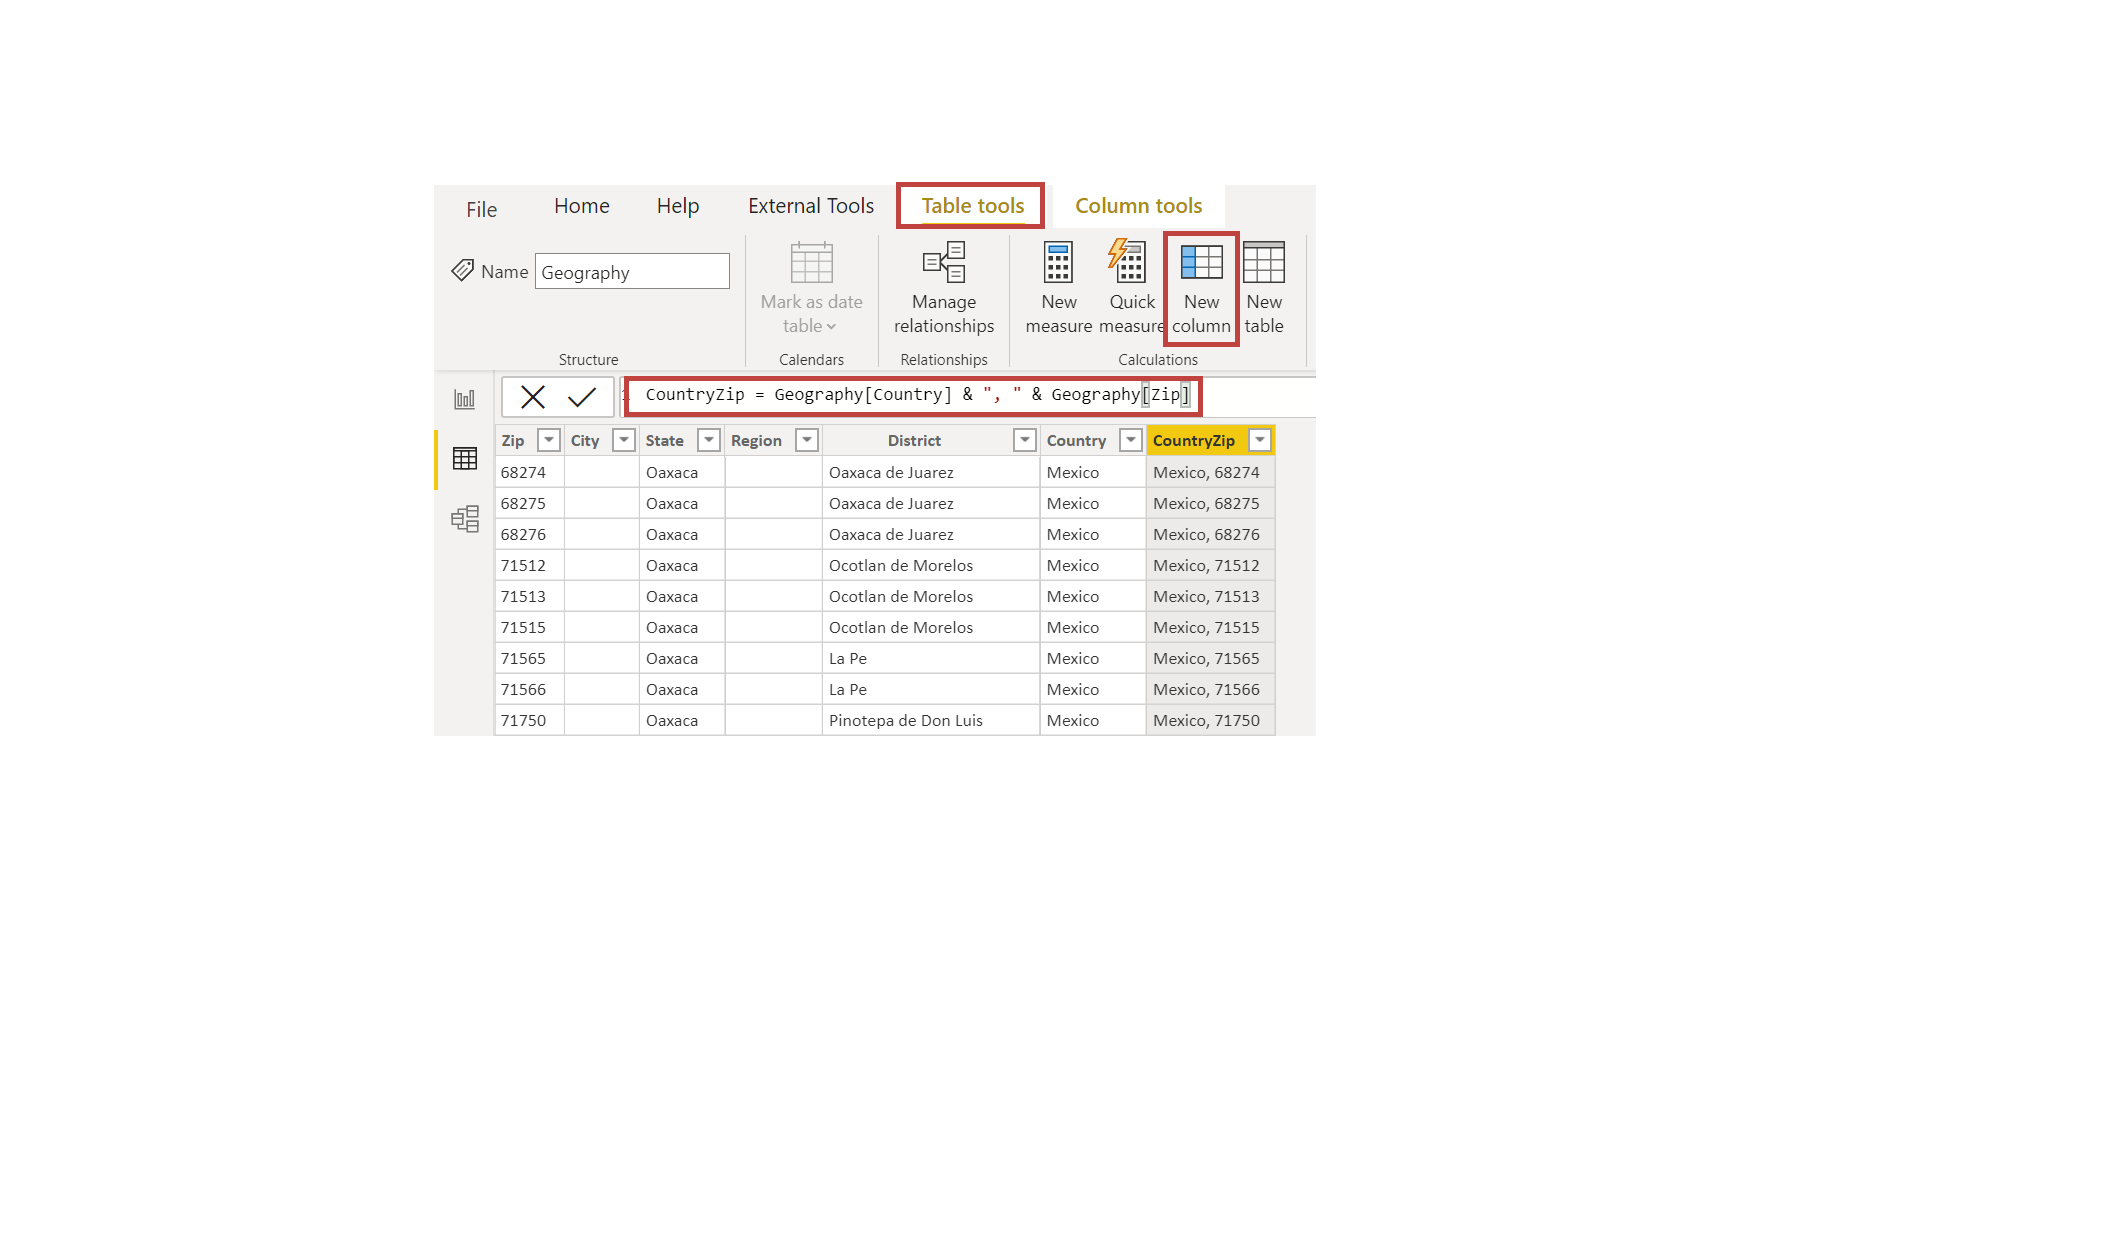 File Home Help External Tools Table tools Column tools
Name Geography
Mark as date table
Manage relationships
New measure
Quick measure
New column
New table
Structure Calendars Relationships Calculations
1 CountryZip = Geography[Country] & ", " & Geography[Zip]
Zip City State Region District Country CountryZip
68274 Oaxaca Oaxaca de Juarez Mexico Mexico, 68274
68275 Oaxaca Oaxaca de Juarez Mexico Mexico, 68275
68276 Oaxaca Oaxaca de Juarez Mexico Mexico, 68276
71512 Oaxaca Ocotlan de Morelos Mexico Mexico, 71512
71513 Oaxaca Ocotlan de Morelos Mexico Mexico, 71513
71515 Oaxaca Ocotlan de Morelos Mexico Mexico, 71515
71565 Oaxaca La Pe Mexico Mexico, 71565
71566 Oaxaca La Pe Mexico Mexico, 71566
71750 Oaxaca Pinotepa de Don Luis Mexico Mexico, 71750